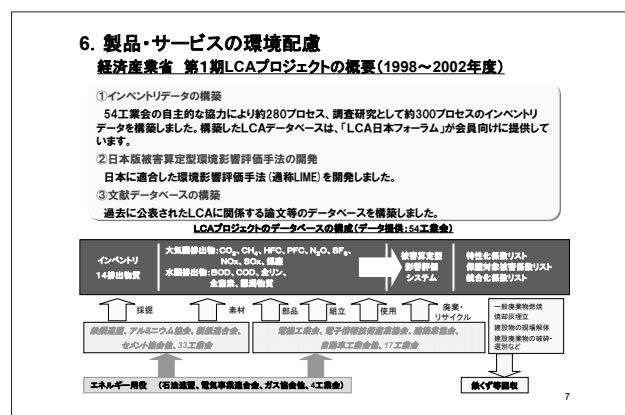 6. 製品・サービスの環境配慮
経済産業省 第1期LCAプロジェクトの概要(1998～2002年度)
①インベントリデータの構築
54工業会の自主的な協力により約280プロセス、調査研究として約300プロセスのインベントリ
データを構築しました。構築したLCAデータベースは、「LCA日本フォーラム」が会員向けに提供して
います。
②日本版被害算定型環境影響評価手法の開発
日本に適合した環境影響評価手法(通称LIME)を開発しました。
③文献データベースの構築
過去に公表されたLCAに関する論文等のデータベースを構築しました。
LCAプロジェクトのデータベースの構成(データ提供:54工業会)
インベントリ
14排出物質
大気圏排出物:CO2、CH4、HFC、PFC、N2O、SF6、
NOx、SOx、煤塵
水圏排出物:BOD、COD、全リン、
全窒素、懸濁物質
被害算定型
影響評価
システム
特性化係数リスト
保護対象被害係数リスト
統合化係数リスト
採掘
素材
部品
組立
使用
廃棄・
リサイクル
鉄鋼連盟、アルミニウム協会、製紙連合会、
セメント協会他、33工業会
電機工業会、電子情報技術産業協会、建築業協会、
自動車工業会他、17工業会
一般廃棄物燃焼
焼却灰埋立
建設物の現場解体
建設廃棄物の破砕・
選別など
エネルギー用役 (石油連盟、電気事業連合会、ガス協会他、4工業会)
鉄くず等回収
7